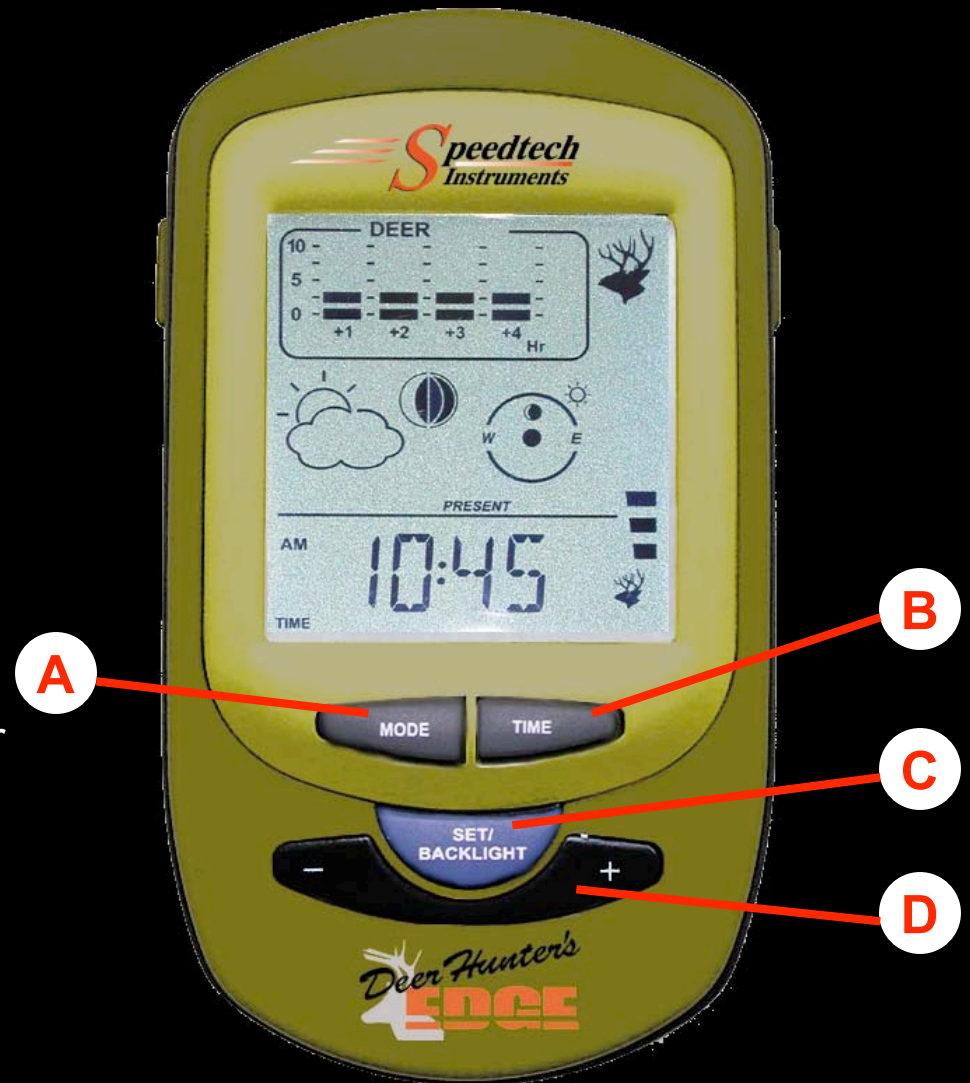 Speedtech
Instruments
DEER
10
5
0
+1 +2 +3 +4
Hr
W E
PRESENT
AM
10:45
TIME
A
B
MODE TIME
C
SET/
BACKLIGHT
- +
D
Deer Hunter's
EDGE